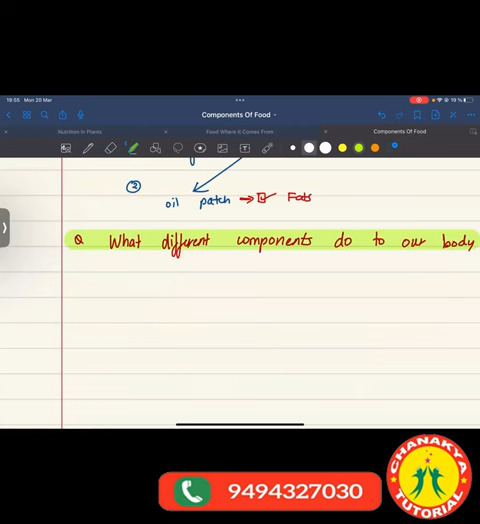 19:55 Mon 20 Mar
19 %
Components Of Food
Nutrition In Plants
Food Where It Comes From
Components Of Food
②
oil patch → Fats
Q What different components do to our body
9494327030
CHANAKYA
TUTORIAL